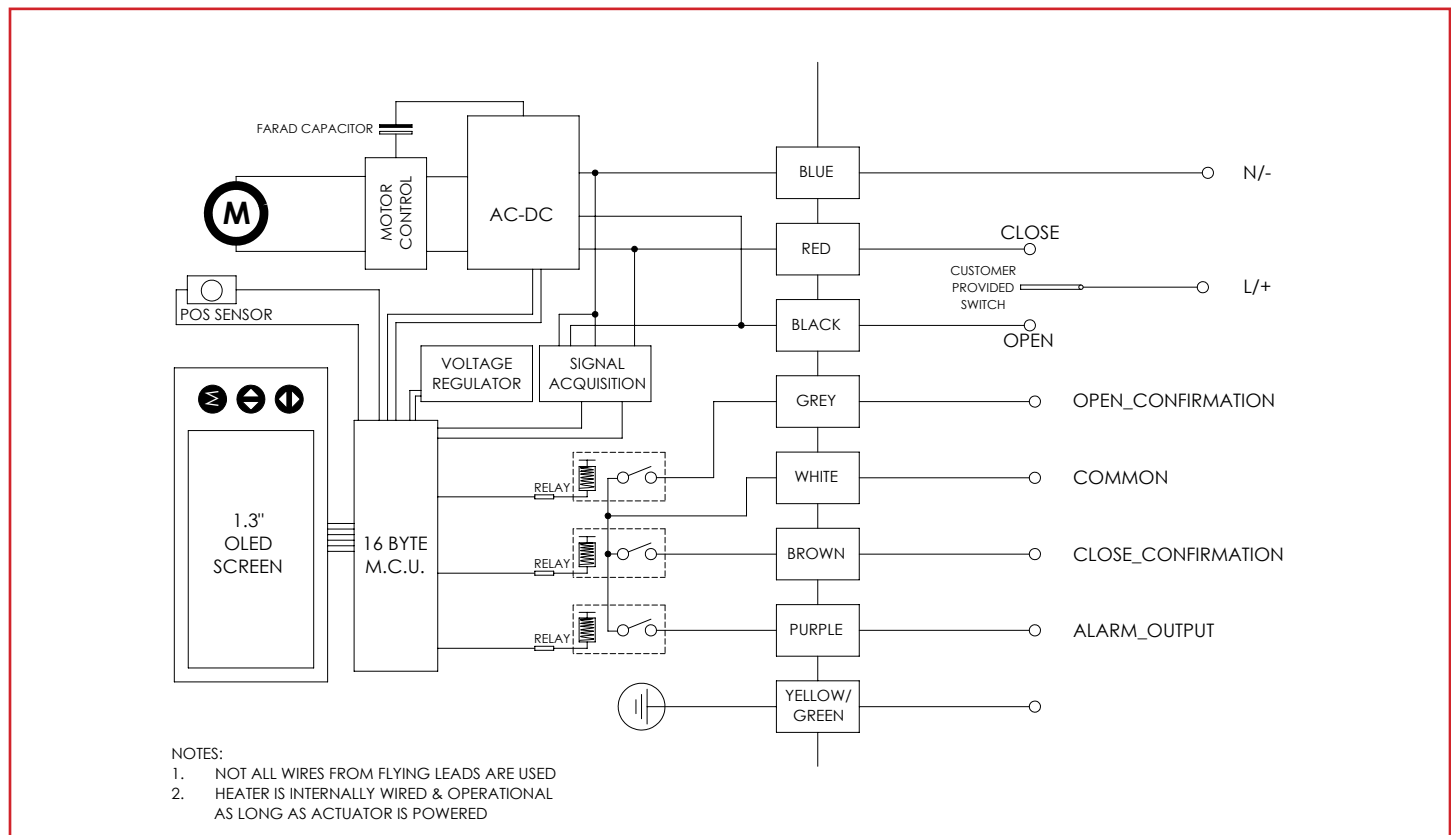 FARAD CAPACITOR
M
MOTOR
CONTROL
AC-DC
BLUE
N/-
RED
CLOSE
CUSTOMER
PROVIDED
SWITCH
L/+
POS SENSOR
BLACK
OPEN
VOLTAGE
REGULATOR
SIGNAL
ACQUISITION
M
GREY
OPEN_CONFIRMATION
RELAY
WHITE
COMMON
1.3"
OLED
SCREEN
16 BYTE
M.C.U.
RELAY
BROWN
CLOSE_CONFIRMATION
RELAY
PURPLE
ALARM_OUTPUT
YELLOW/
GREEN
NOTES:
1. NOT ALL WIRES FROM FLYING LEADS ARE USED
2. HEATER IS INTERNALLY WIRED & OPERATIONAL
AS LONG AS ACTUATOR IS POWERED